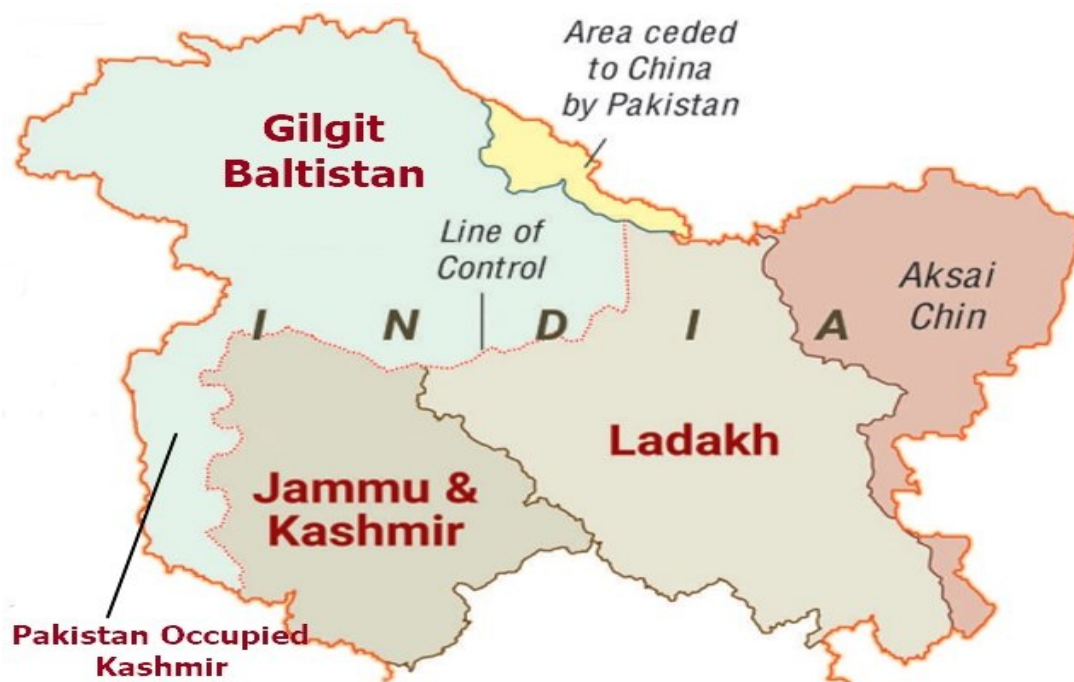 Area ceded
to China
by Pakistan
Gilgit
Baltistan
Line of
Control
Aksai
Chin
I N D I A
Ladakh
Jammu &
Kashmir
Pakistan Occupied
Kashmir